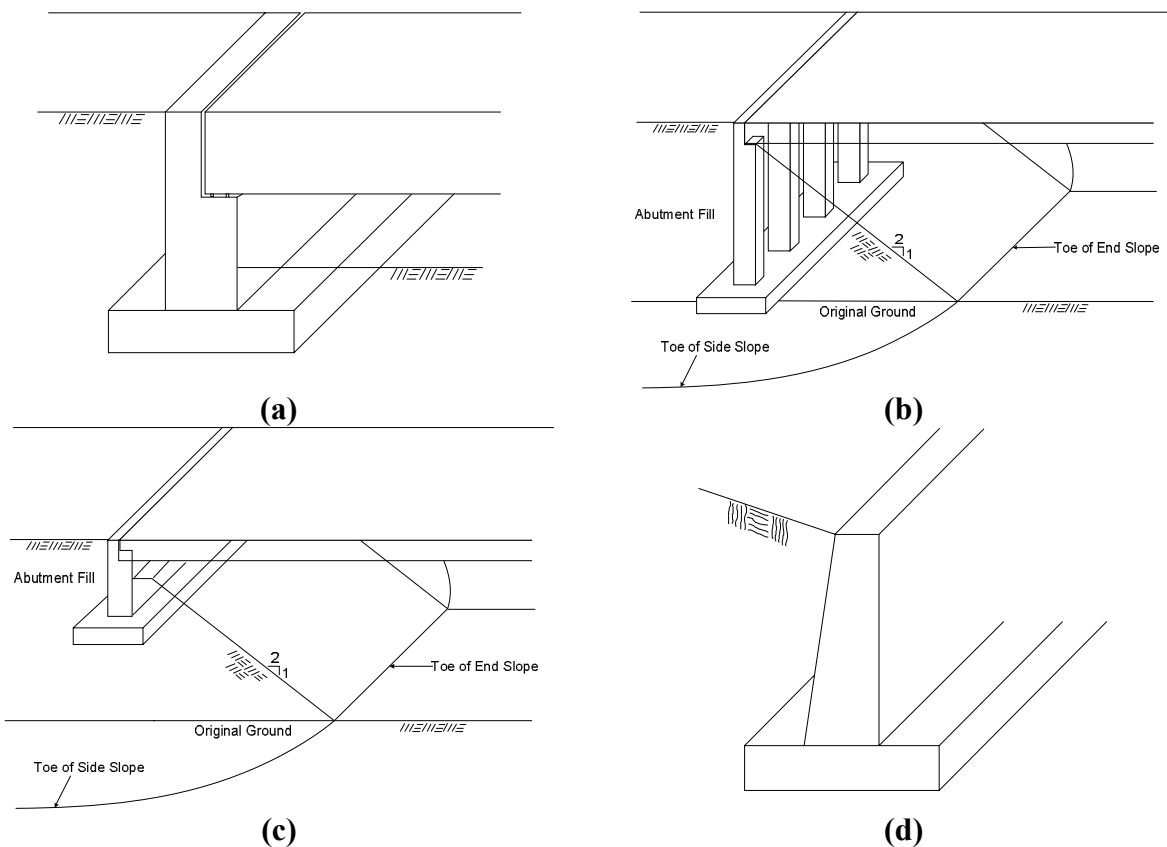 (a)
Abutment Fill
2
1
Toe of End Slope
Original Ground
Toe of Side Slope
(b)
Abutment Fill
2
1
Toe of End Slope
Original Ground
Toe of Side Slope
(c)
(d)